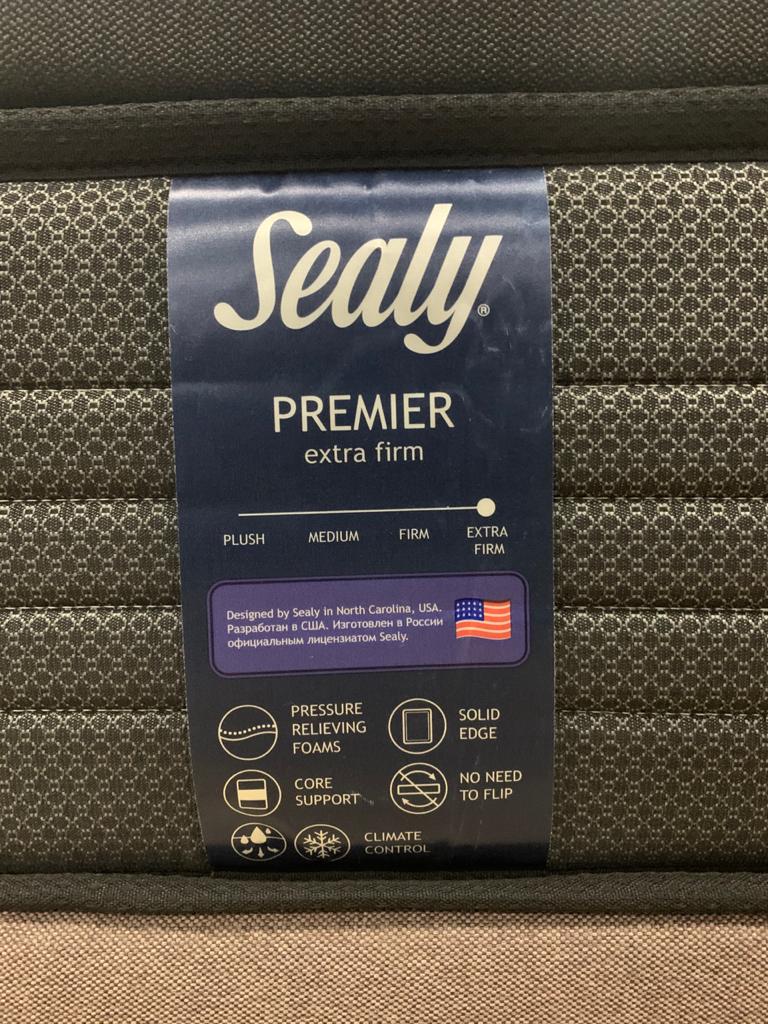 Sealy®
PREMIER
extra firm
PLUSH MEDIUM FIRM EXTRA FIRM
Designed by Sealy in North Carolina, USA.
Разработан в США. Изготовлен в России
официальным лицензиатом Sealy.
PRESSURE
RELIEVING
FOAMS
SOLID
EDGE
CORE
SUPPORT
NO NEED
TO FLIP
CLIMATE
CONTROL